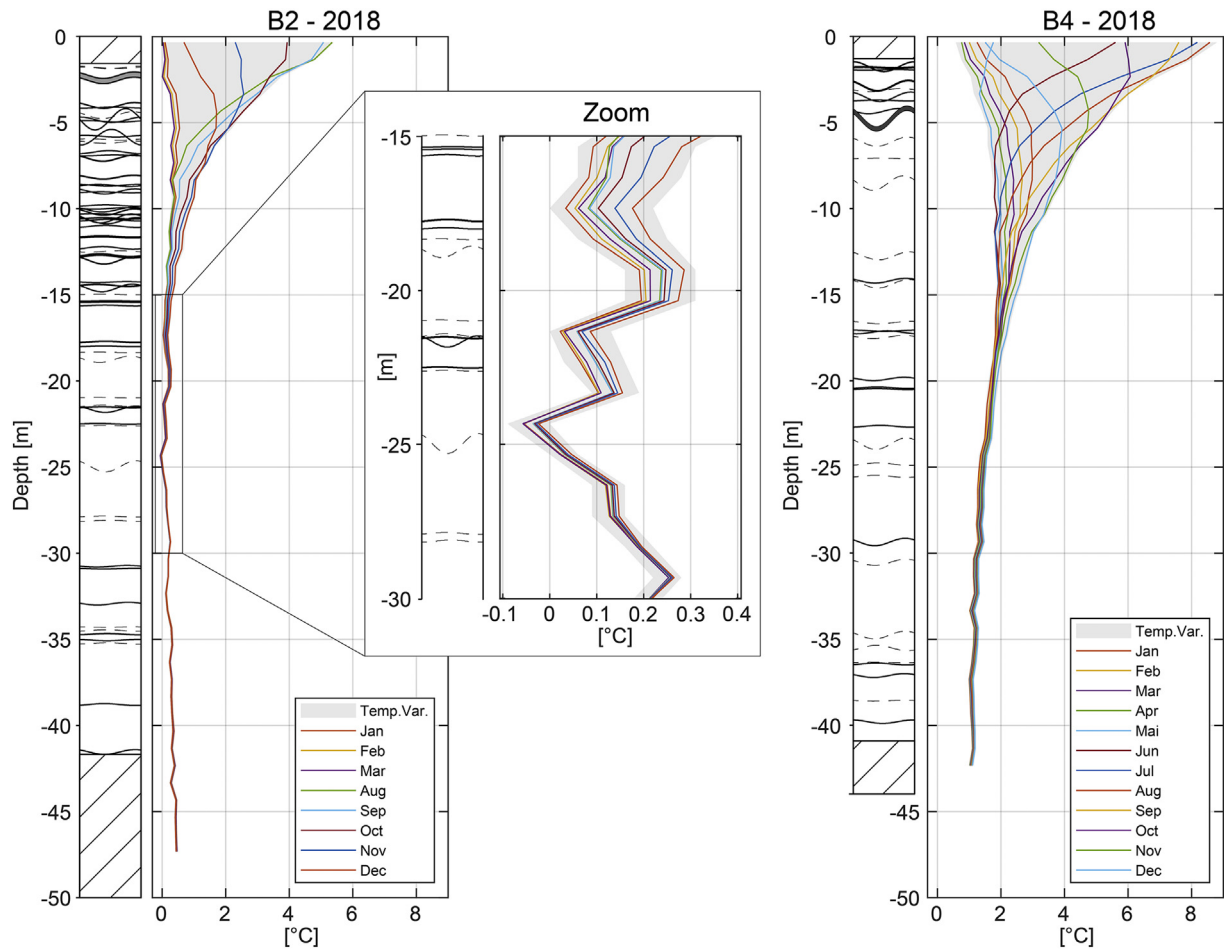 B2 - 2018
0
-5
-10
-15
-20
-25
-30
-35
-40
-45
-50
Depth [m]
0
2
4
6
8
[°C]
Temp.Var.
Jan
Feb
Mar
Aug
Sep
Oct
Nov
Dec
Zoom
-15
-20
-25
-30
[m]
-0.1
0
0.1
0.2
0.3
0.4
[°C]
B4 - 2018
0
-5
-10
-15
-20
-25
-30
-35
-40
-45
-50
Depth [m]
0
2
4
6
8
[°C]
Temp.Var.
Jan
Feb
Mar
Apr
Mai
Jun
Jul
Aug
Sep
Oct
Nov
Dec